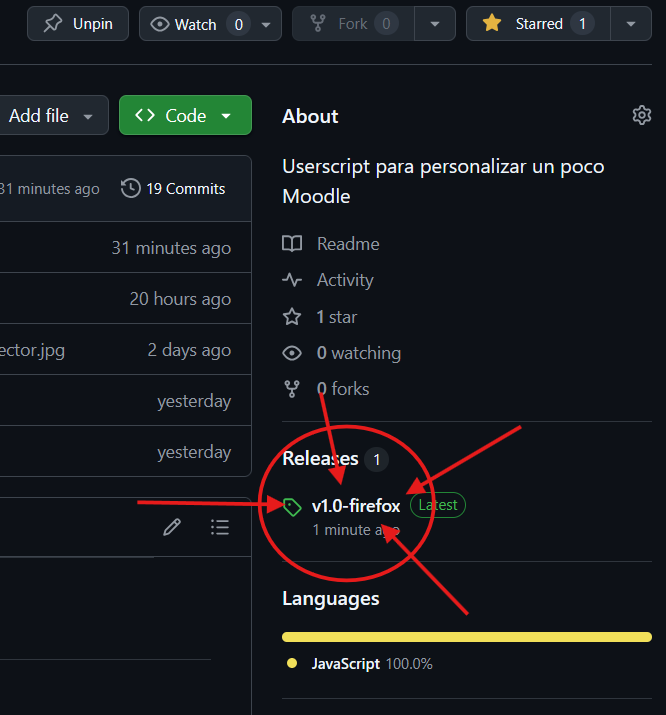 Unpin
Watch 0
Fork 0
Starred 1
Add file
Code
About
Userscript para personalizar un poco
Moodle
31 minutes ago
19 Commits
31 minutes ago
20 hours ago
ector.jpg
2 days ago
yesterday
yesterday
Readme
Activity
1 star
0 watching
0 forks
Releases 1
v1.0-firefox Latest
1 minute ago
Languages
JavaScript 100.0%